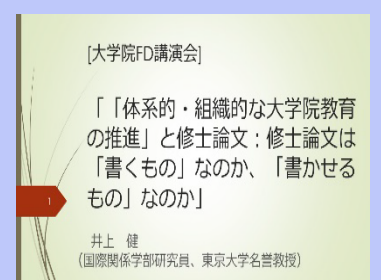 [大学院FD講演会]
「「体系的・組織的な大学院教育
の推進」と修士論文：修士論文は
「書くもの」なのか、「書かせる
もの」なのか」
1
井上　健
（国際関係学部研究員、東京大学名誉教授）